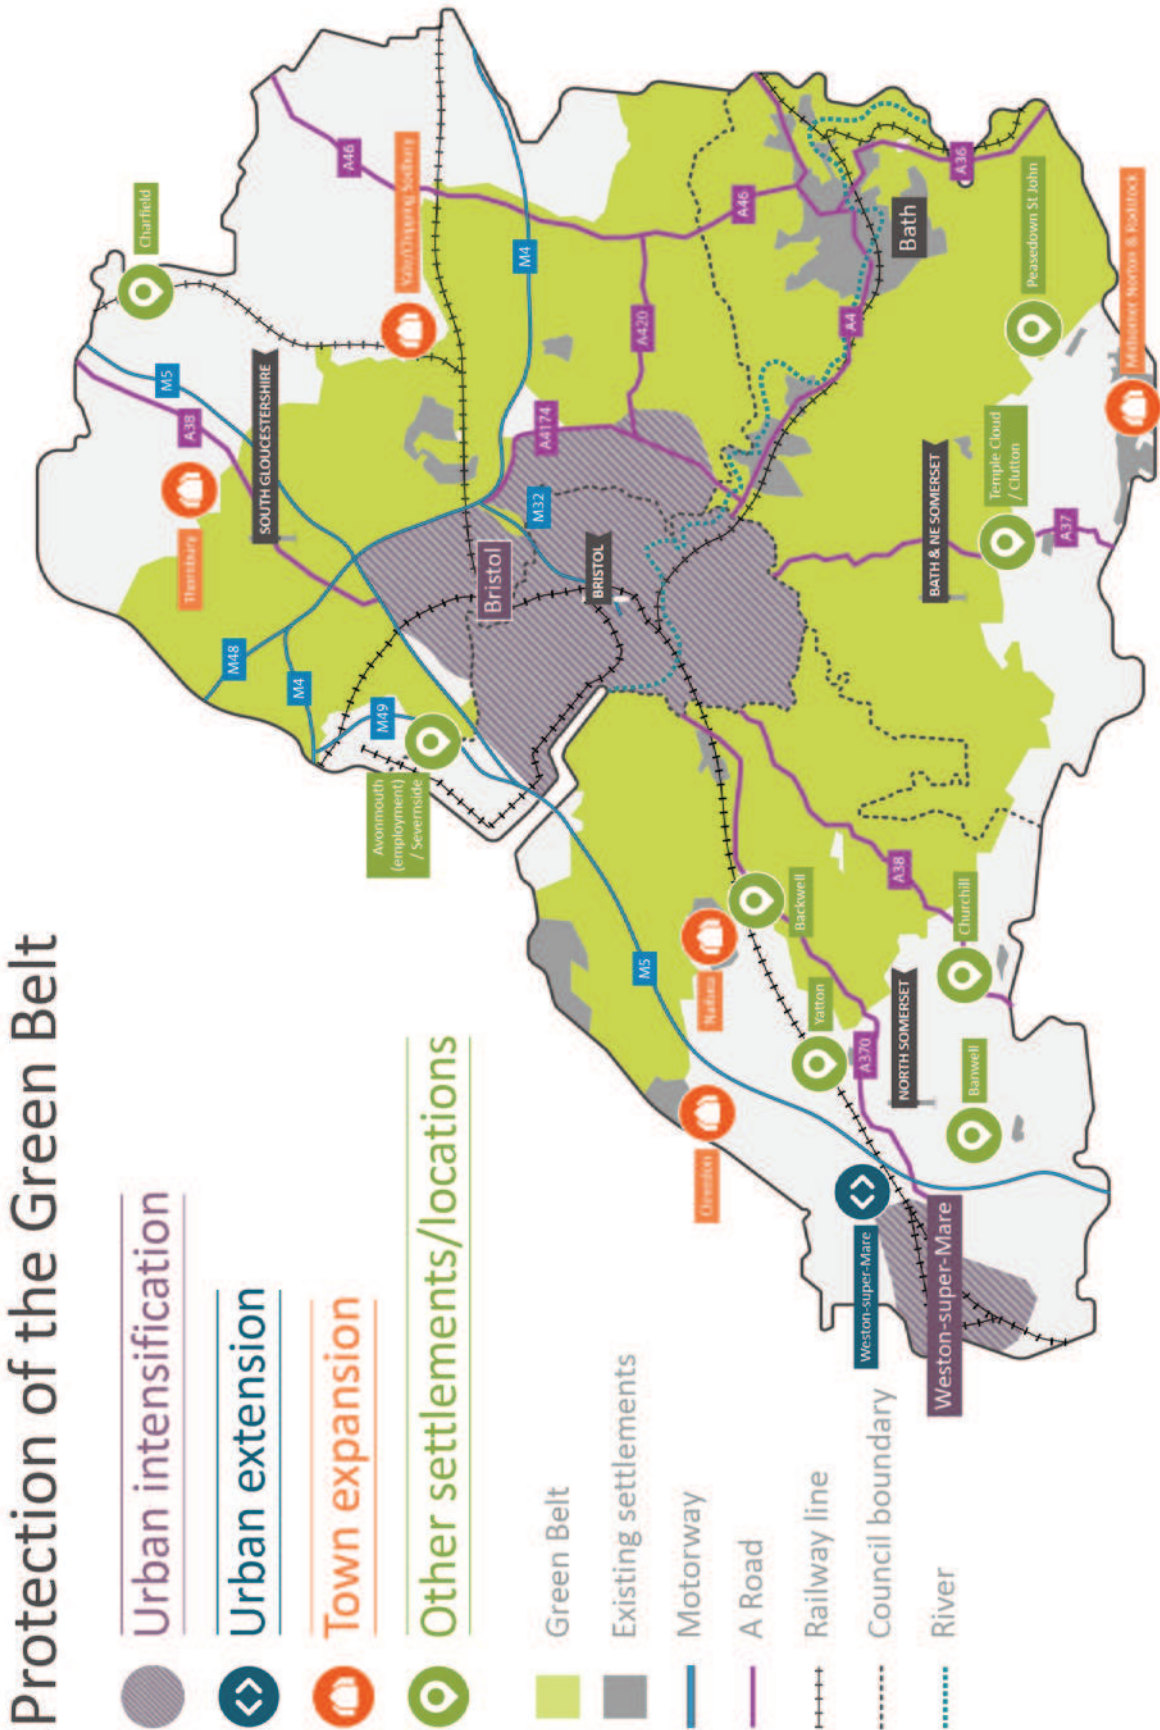 Protection of the Green Belt
Urban intensification
Urban extension
Town expansion
Other settlements/locations
Green Belt
Existing settlements
Motorway
A Road
Railway line
Council boundary
River
Charfield
A46
Yate/Chipping Sodbury
M5
A38
SOUTH GLOUCESTERSHIRE
Thornbury
M4
A46
A420
A4174
M32
Bristol
BRISTOL
M48
M4
M49
Avonmouth
(employment)
/ Severnside
A36
Bath
A4
Peasedown St John
Midsomer Norton & Radstock
Temple Cloud
/ Clutton
BATH & NE SOMERSET
A37
A38
Churchill
Backwell
Nailsea
M5
Yatton
A370
NORTH SOMERSET
Banwell
Clevedon
Weston-super-Mare
Weston-super-Mare